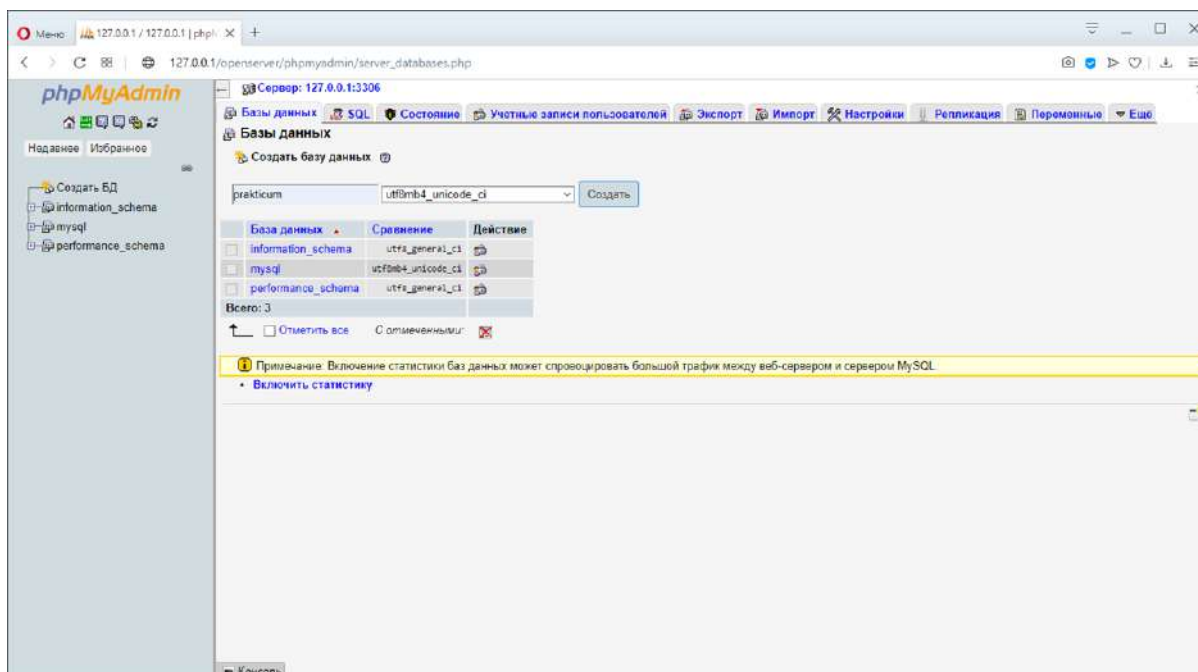 Меню 127.0.0.1 / 127.0.0.1 | php
127.0.0.1/openserver/phpmyadmin/server_databases.php
phpMyAdmin
Недавнее Избранное
Создать БД
information_schema
mysql
performance_schema
Сервер: 127.0.0.1:3306
Базы данных SQL Состояние Учетные записи пользователей Экспорт Импорт Настройки Репликация Переменные Ещё
Базы данных
Создать базу данных
prakticum utf8mb4_unicode_ci Создать
База данных Сравнение Действие
information_schema utf8_general_ci
mysql utf8mb4_unicode_ci
performance_schema utf8_general_ci
Всего: 3
Отметить все С отмеченными:
Примечание: Включение статистики баз данных может спровоцировать большой трафик между веб-сервером и сервером MySQL.
• Включить статистику
Консоль